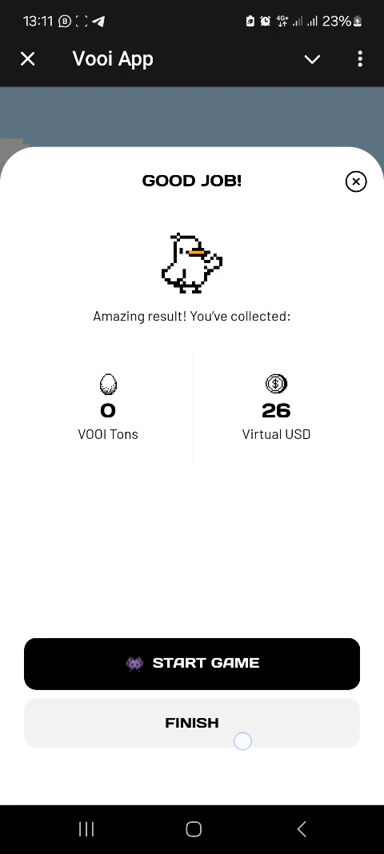 13:11 23%
Vooi App
GOOD JOB!
Amazing result! You've collected:
0 26
VOOI Tons Virtual USD
START GAME
FINISH